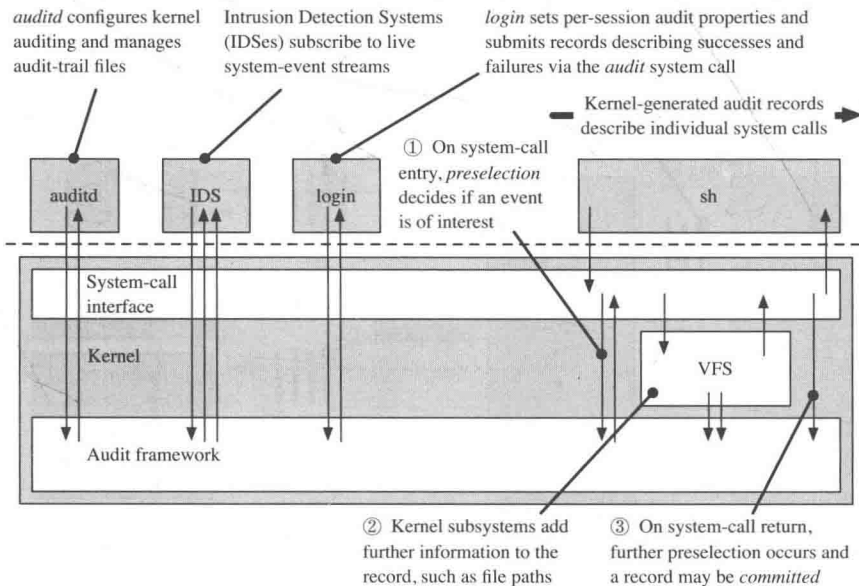 auditd configures kernel
auditing and manages
audit-trail files
Intrusion Detection Systems
(IDSes) subscribe to live
system-event streams
login sets per-session audit properties and
submits records describing successes and
failures via the audit system call
Kernel-generated audit records
describe individual system calls
① On system-call
entry, preselection
decides if an event
is of interest
auditd
IDS
login
sh
System-call
interface
Kernel
VFS
Audit framework
② Kernel subsystems add
further information to the
record, such as file paths
③ On system-call return,
further preselection occurs and
a record may be committed